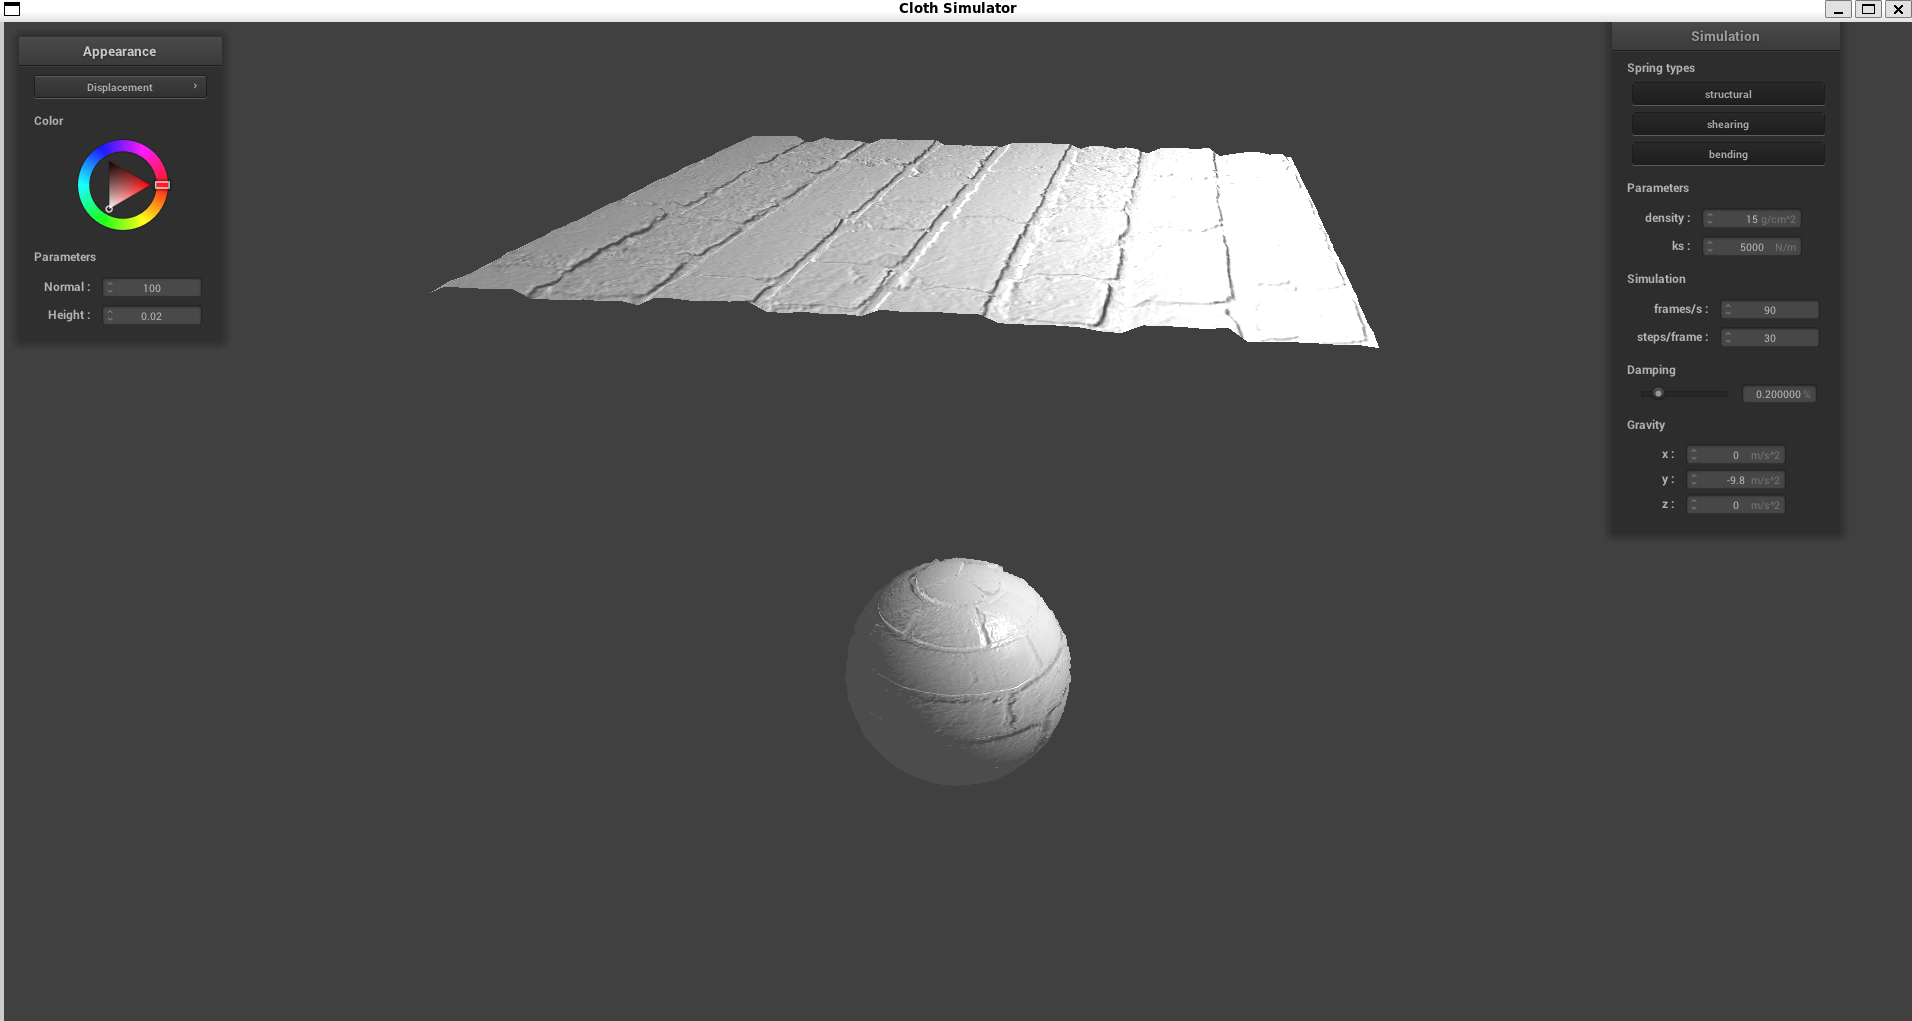 Cloth Simulator
Appearance
Displacement
Color
Parameters
Normal : 100
Height : 0.02
Simulation
Spring types
structural
shearing
bending
Parameters
density : 15 g/cm^2
ks : 5000 N/m
Simulation
frames/s : 90
steps/frame : 30
Damping
0.200000 %
Gravity
x : 0 m/s^2
y : -9.8 m/s^2
z : 0 m/s^2